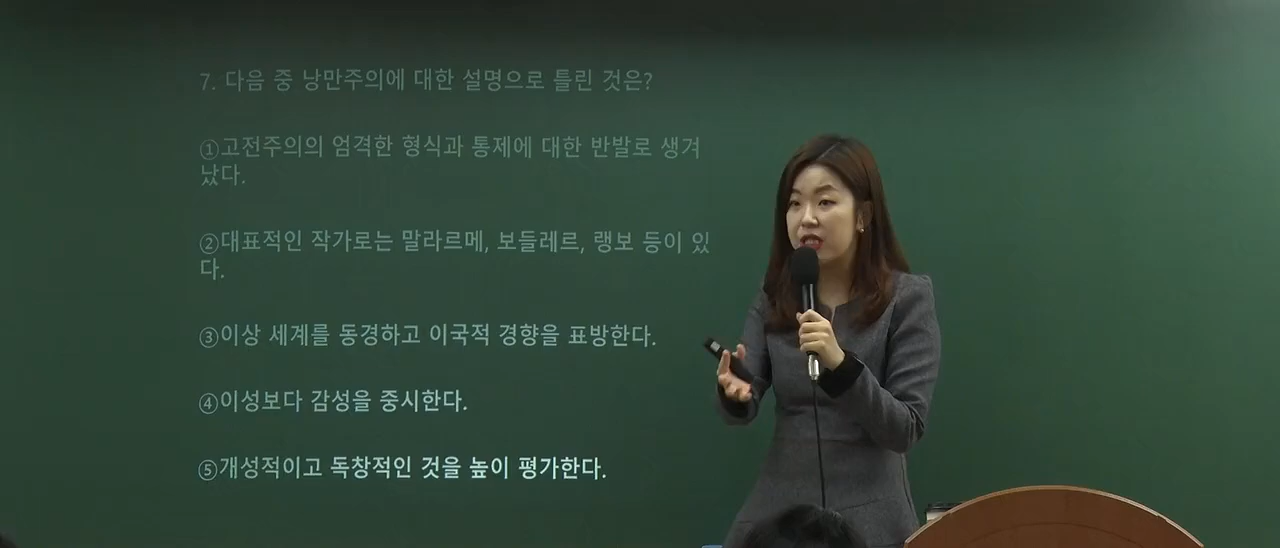 7. 다음 중 낭만주의에 대한 설명으로 틀린 것은?
①고전주의의 엄격한 형식과 통제에 대한 반발로 생겨
났다.
②대표적인 작가로는 말라르메, 보들레르, 랭보 등이 있
다.
③이상 세계를 동경하고 이국적 경향을 표방한다.
④이성보다 감성을 중시한다.
⑤개성적이고 독창적인 것을 높이 평가한다.